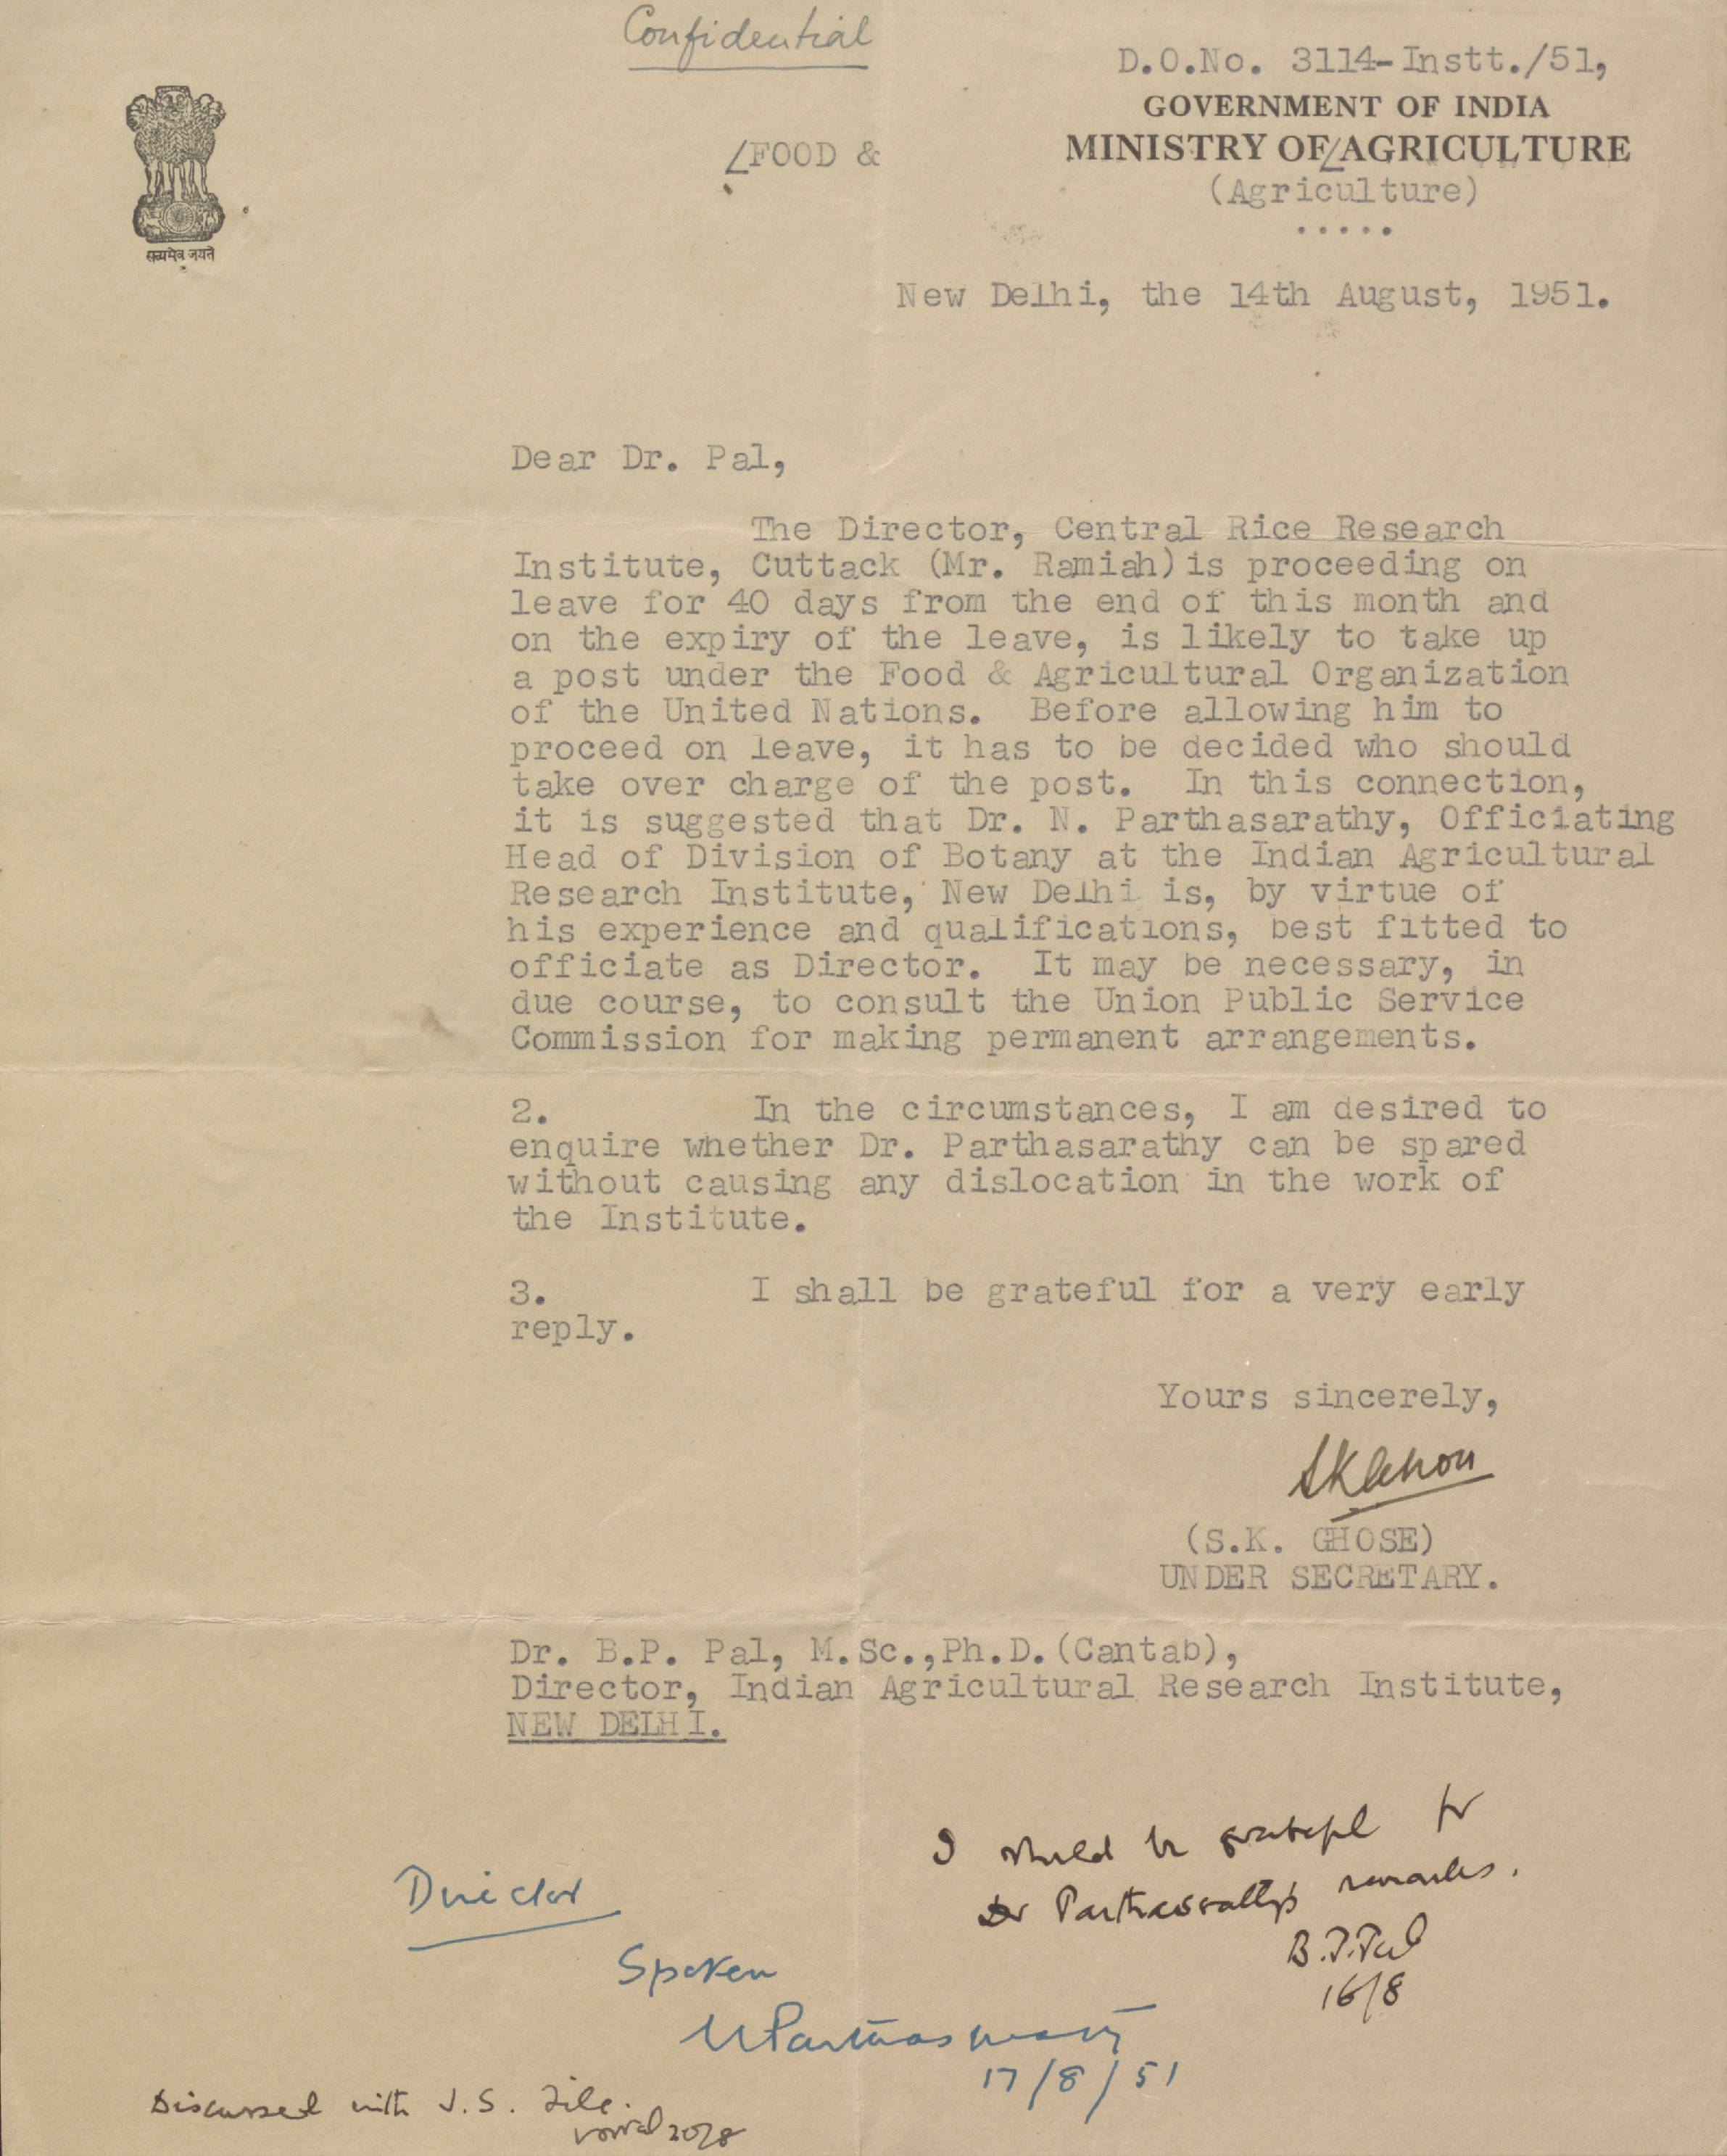 Confidential
D.O.No. 3114-Instt./51,
GOVERNMENT OF INDIA
/FOOD &
MINISTRY OF/AGRICULTURE
(Agriculture)
.....
सत्यमेव जयते
New Delhi, the 14th August, 1951.
Dear Dr. Pal,
The Director, Central Rice Research
Institute, Cuttack (Mr. Ramiah) is proceeding on
leave for 40 days from the end of this month and
on the expiry of the leave, is likely to take up
a post under the Food & Agricultural Organization
of the United Nations. Before allowing him to
proceed on leave, it has to be decided who should
take over charge of the post. In this connection,
it is suggested that Dr. N. Parthasarathy, Officiating
Head of Division of Botany at the Indian Agricultural
Research Institute, New Delhi is, by virtue of
his experience and qualifications, best fitted to
officiate as Director. It may be necessary, in
due course, to consult the Union Public Service
Commission for making permanent arrangements.
2. In the circumstances, I am desired to
enquire whether Dr. Parthasarathy can be spared
without causing any dislocation in the work of
the Institute.
3. I shall be grateful for a very early
reply.
Yours sincerely,
(S.K. GHOSE)
UNDER SECRETARY.
Dr. B.P. Pal, M.Sc.,Ph.D.(Cantab),
Director, Indian Agricultural Research Institute,
NEW DELHI.
I should be grateful for
Dr Parthasarathy's remarks.
B.P.Pal
16/8
Director
Spoken
NParthasarathy
17/8/51
Discussed with J.S. File.
20/8